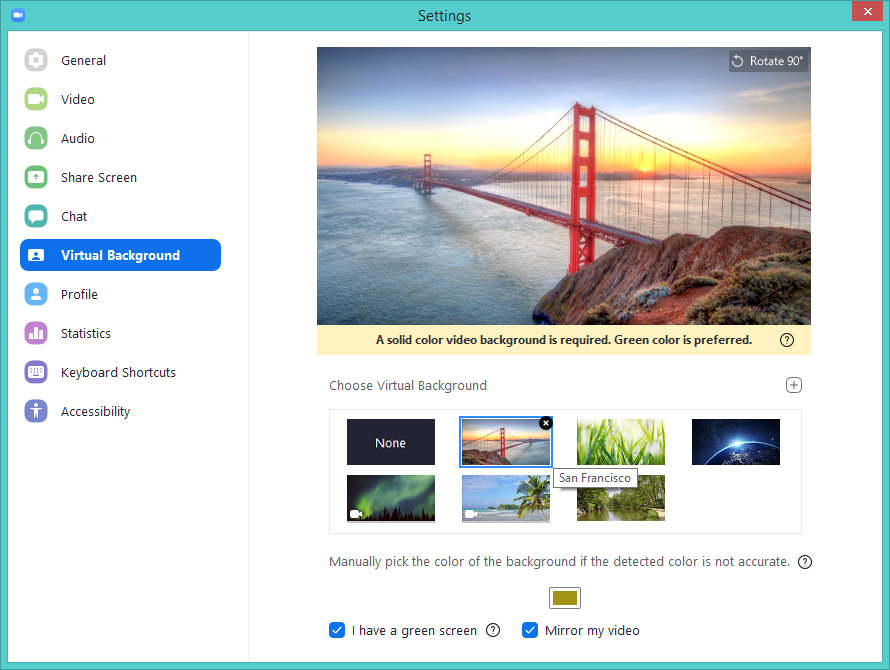 Settings
General
Video
Audio
Share Screen
Chat
Virtual Background
Profile
Statistics
Keyboard Shortcuts
Accessibility
Rotate 90°
A solid color video background is required. Green color is preferred.
Choose Virtual Background
None
San Francisco
Manually pick the color of the background if the detected color is not accurate.
I have a green screen
Mirror my video